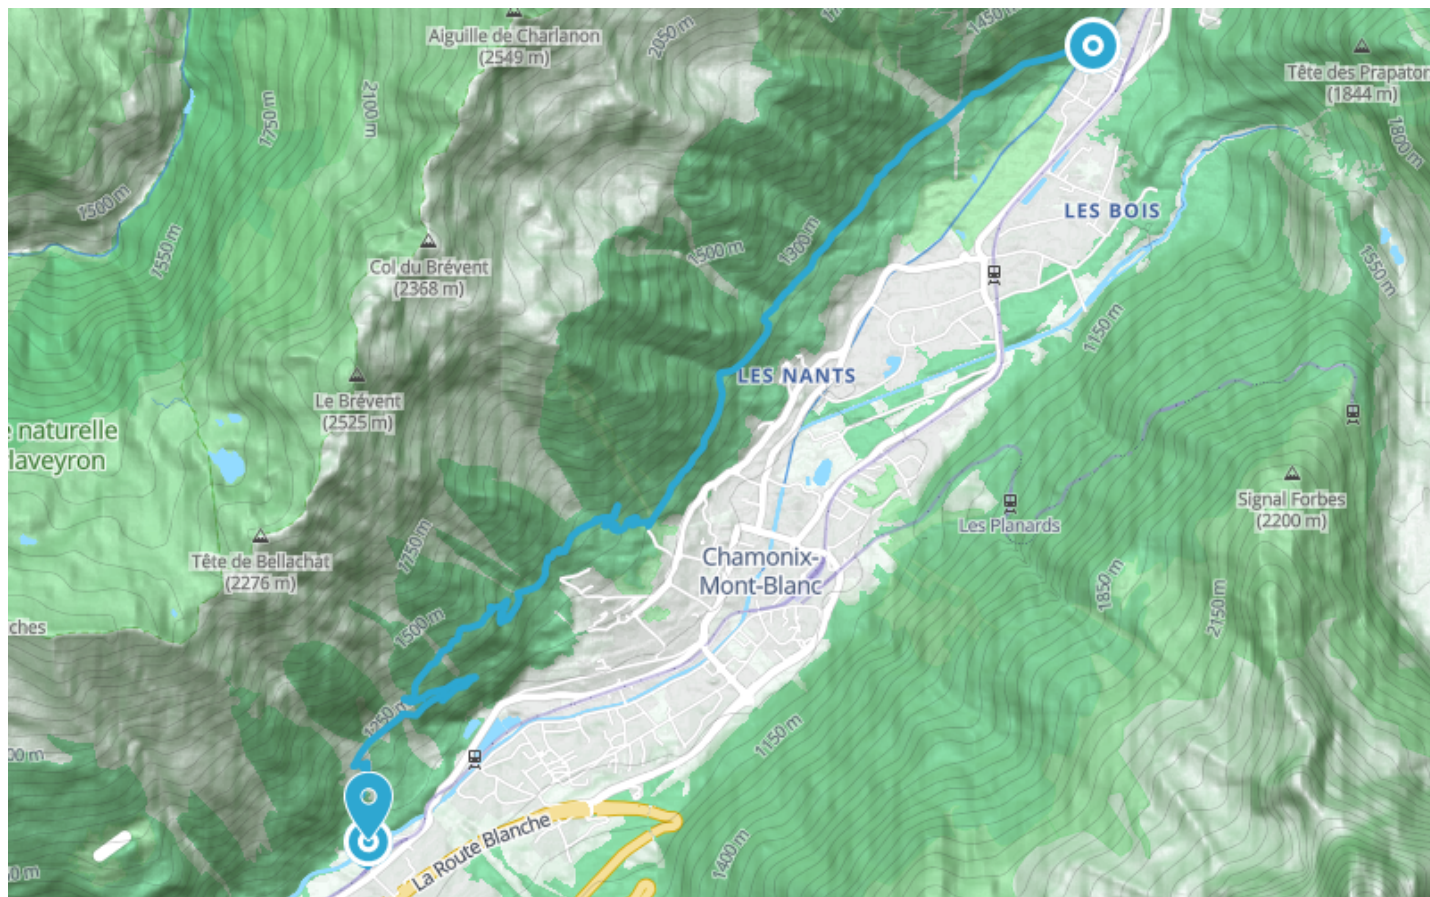 1450 m
Aiguille de Charlanon
(2549 m)
2050 m
Tête des Prapator
(1844 m)
1750 m
2100 m
1800 m
1500 m
LES BOIS
1550 m
1300 m
1500 m
Col du Brévent
(2368 m)
1550 m
1150 m
LES NANTS
Le Brévent
(2525 m)
e naturelle
laveyron
Signal Forbes
(2200 m)
Les Planards
1750 m
Tête de Bellachat
(2276 m)
Chamonix-
Mont-Blanc
1850 m
2150 m
ches
1500 m
1250 m
1150 m
00 m
La Route Blanche
1400 m